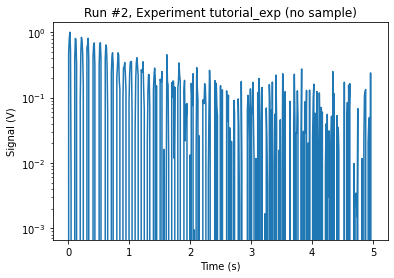 Run #2, Experiment tutorial_exp (no sample)
Signal (V)
10⁰
10⁻¹
10⁻²
10⁻³
0 1 2 3 4 5
Time (s)